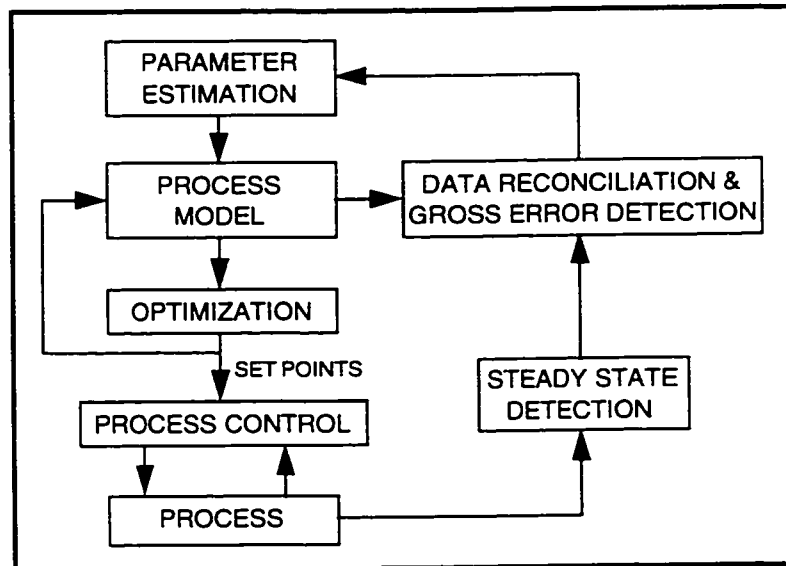 PARAMETER
ESTIMATION
PROCESS
MODEL
DATA RECONCILIATION &
GROSS ERROR DETECTION
OPTIMIZATION
SET POINTS
STEADY STATE
DETECTION
PROCESS CONTROL
PROCESS